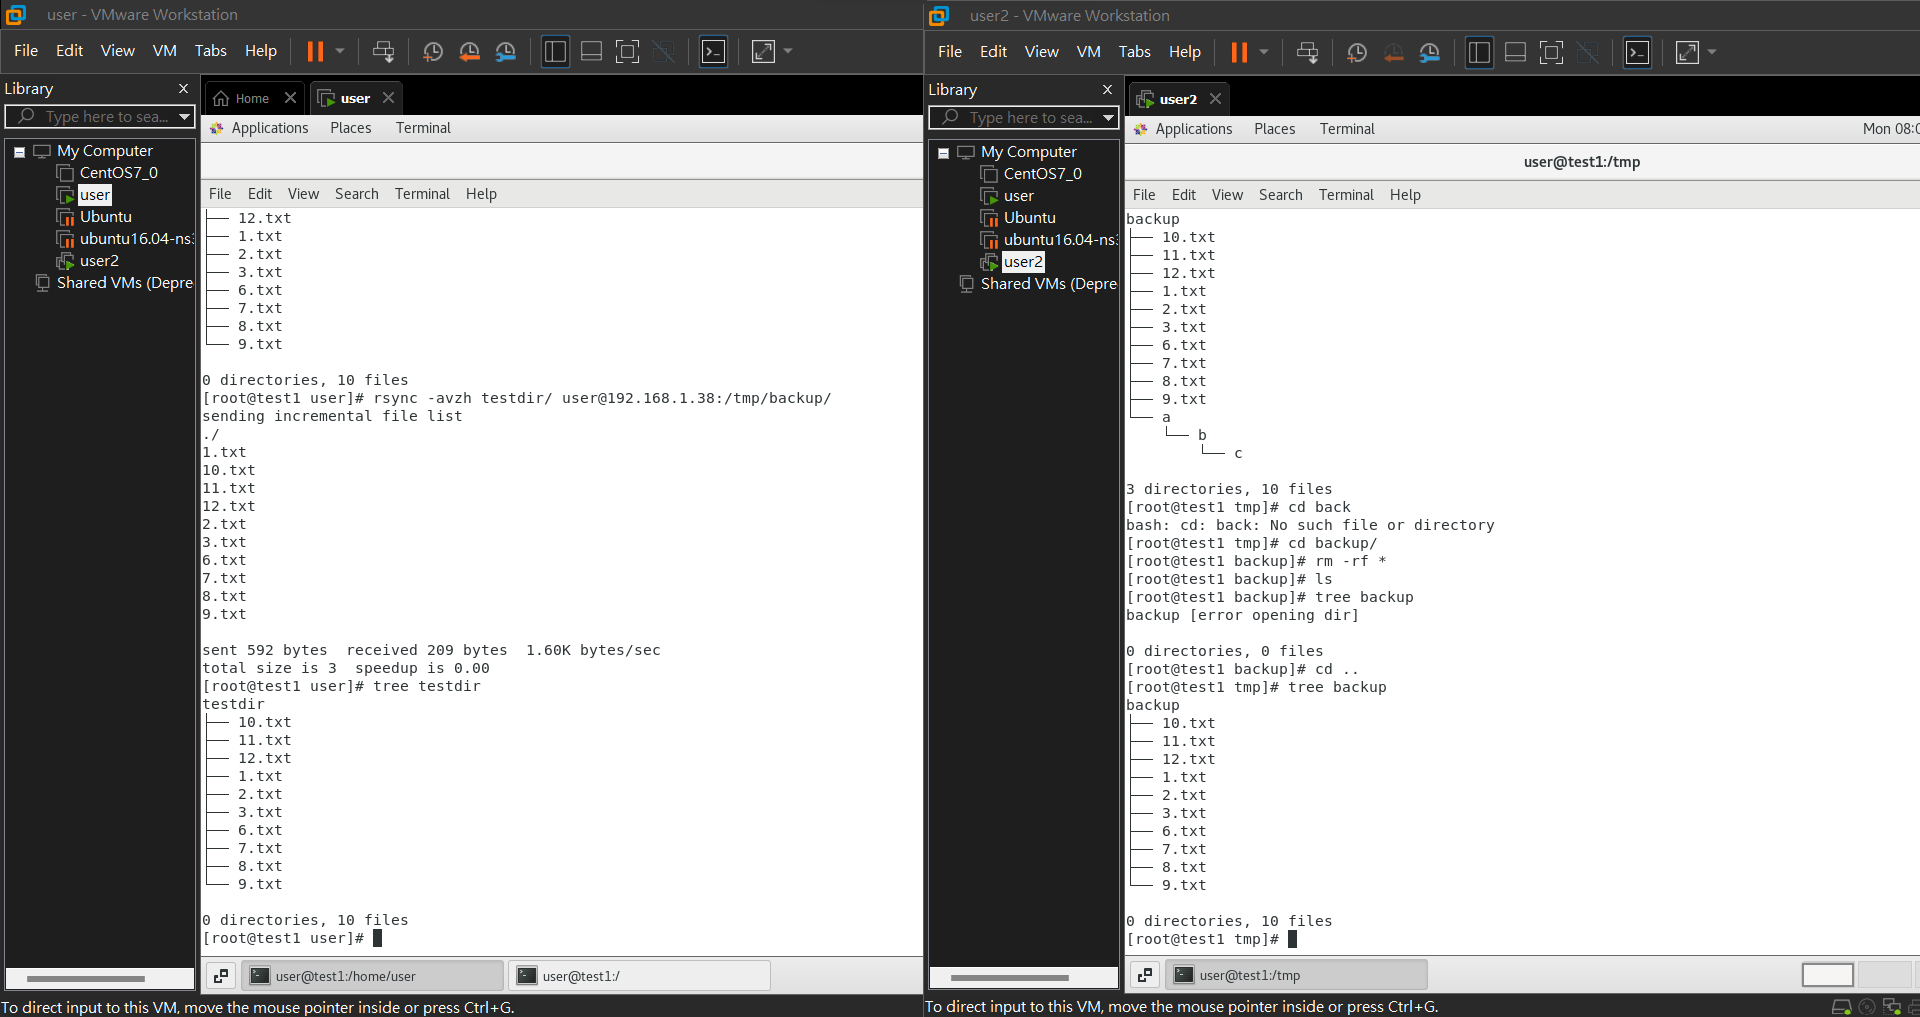 user - VMware Workstation
File Edit View VM Tabs Help
Library X
Type here to sea...
My Computer
CentOS7_0
user
Ubuntu
ubuntu16.04-ns3
user2
Shared VMs (Depre
Home user
Applications Places Terminal
File Edit View Search Terminal Help
├── 12.txt
├── 1.txt
├── 2.txt
├── 3.txt
├── 6.txt
├── 7.txt
├── 8.txt
└── 9.txt
0 directories, 10 files
[root@test1 user]# rsync -avzh testdir/ user@192.168.1.38:/tmp/backup/
sending incremental file list
./
1.txt
10.txt
11.txt
12.txt
2.txt
3.txt
6.txt
7.txt
8.txt
9.txt
sent 592 bytes  received 209 bytes  1.60K bytes/sec
total size is 3  speedup is 0.00
[root@test1 user]# tree testdir
testdir
├── 10.txt
├── 11.txt
├── 12.txt
├── 1.txt
├── 2.txt
├── 3.txt
├── 6.txt
├── 7.txt
├── 8.txt
└── 9.txt
0 directories, 10 files
[root@test1 user]#
user@test1:/home/user user@test1:/
To direct input to this VM, move the mouse pointer inside or press Ctrl+G.
user2 - VMware Workstation
File Edit View VM Tabs Help
Library X
Type here to sea...
My Computer
CentOS7_0
user
Ubuntu
ubuntu16.04-ns3
user2
Shared VMs (Depre
user2
Applications Places Terminal Mon 08:0
user@test1:/tmp
File Edit View Search Terminal Help
backup
├── 10.txt
├── 11.txt
├── 12.txt
├── 1.txt
├── 2.txt
├── 3.txt
├── 6.txt
├── 7.txt
├── 8.txt
├── 9.txt
└── a
    └── b
        └── c
3 directories, 10 files
[root@test1 tmp]# cd back
bash: cd: back: No such file or directory
[root@test1 tmp]# cd backup/
[root@test1 backup]# rm -rf *
[root@test1 backup]# ls
[root@test1 backup]# tree backup
backup [error opening dir]
0 directories, 0 files
[root@test1 backup]# cd ..
[root@test1 tmp]# tree backup
backup
├── 10.txt
├── 11.txt
├── 12.txt
├── 1.txt
├── 2.txt
├── 3.txt
├── 6.txt
├── 7.txt
├── 8.txt
└── 9.txt
0 directories, 10 files
[root@test1 tmp]#
user@test1:/tmp
To direct input to this VM, move the mouse pointer inside or press Ctrl+G.